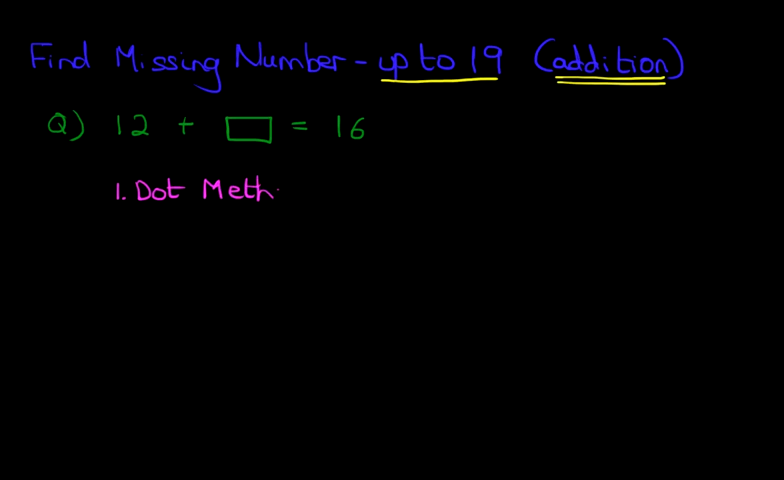 Find Missing Number - up to 19 (addition)
Q) 12 + □ = 16
1. Dot Meth